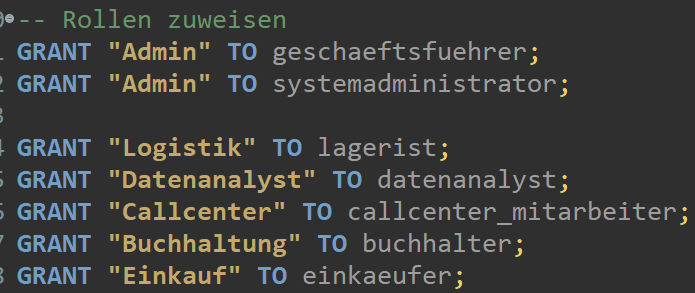 -- Rollen zuweisen
GRANT "Admin" TO geschaeftsfuehrer;
GRANT "Admin" TO systemadministrator;
GRANT "Logistik" TO lagerist;
GRANT "Datenanalyst" TO datenanalyst;
GRANT "Callcenter" TO callcenter_mitarbeiter;
GRANT "Buchhaltung" TO buchhalter;
GRANT "Einkauf" TO einkaeufer;